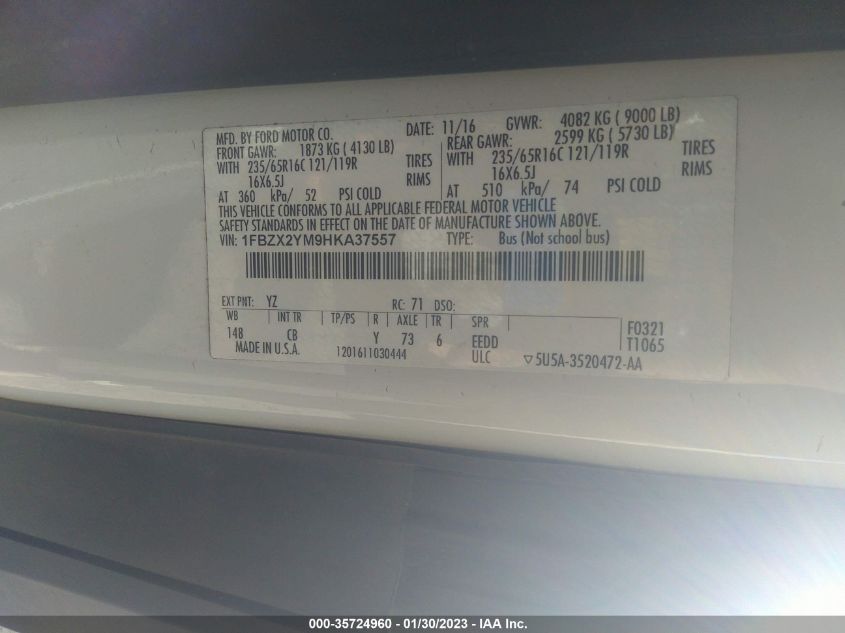 MFD. BY FORD MOTOR CO. DATE: 11/16 GVWR: 4082 KG ( 9000 LB)
FRONT GAWR: 1873 KG ( 4130 LB) REAR GAWR: 2599 KG ( 5730 LB)
WITH 235/65R16C 121/119R TIRES WITH 235/65R16C 121/119R TIRES
16X6.5J RIMS 16X6.5J RIMS
AT 360 kPa/ 52 PSI COLD AT 510 kPa/ 74 PSI COLD
THIS VEHICLE CONFORMS TO ALL APPLICABLE FEDERAL MOTOR VEHICLE
SAFETY STANDARDS IN EFFECT ON THE DATE OF MANUFACTURE SHOWN ABOVE.
VIN: 1FBZX2YM9HKA37557 TYPE: Bus (Not school bus)
EXT PNT: YZ RC: 71 DSO:
WB INT TR TP/PS R AXLE TR SPR F0321
148 CB Y 73 6 EEDD T1065
MADE IN U.S.A. 1201611030444 ULC ▽5U5A-3520472-AA
000-35724960 - 01/30/2023 - IAA Inc.